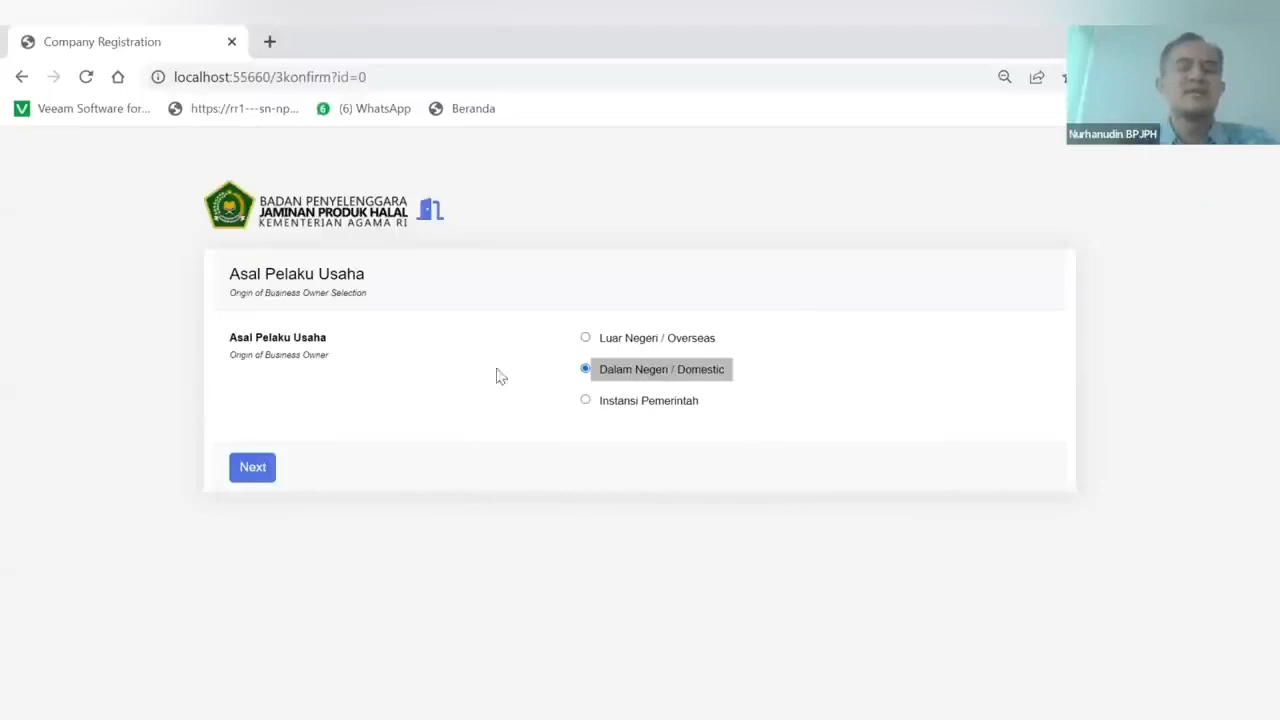 Company Registration
localhost:55660/3konfirm?id=0
Veeam Software for...
https://rr1---sn-np...
6
(6) WhatsApp
Beranda
Nurhanudin BPJPH
BADAN PENYELENGGARA
JAMINAN PRODUK HALAL
KEMENTERIAN AGAMA RI
Asal Pelaku Usaha
Origin of Business Owner Selection
Asal Pelaku Usaha
Origin of Business Owner
Luar Negeri / Overseas
Dalam Negeri / Domestic
Instansi Pemerintah
Next